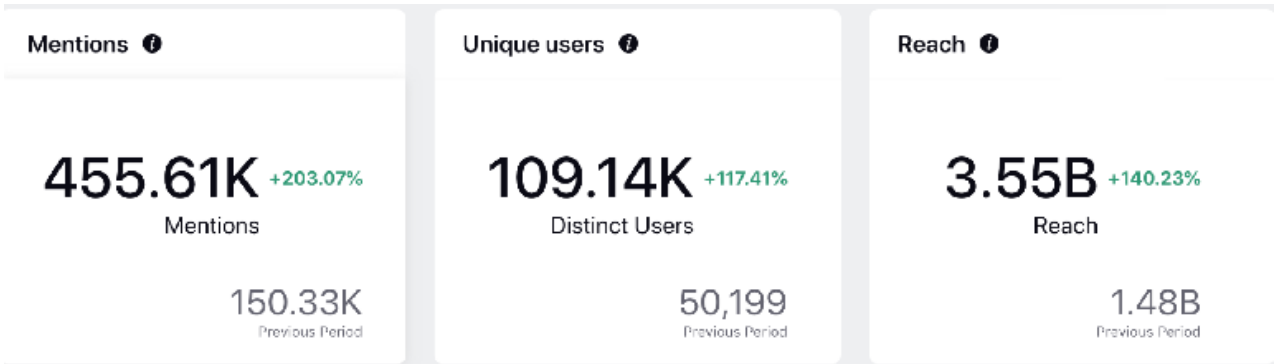 Mentions
455.61K +203.07%
Mentions
150.33K
Previous Period
Unique users
109.14K +117.41%
Distinct Users
50,199
Previous Period
Reach
3.55B +140.23%
Reach
1.48B
Previous Period